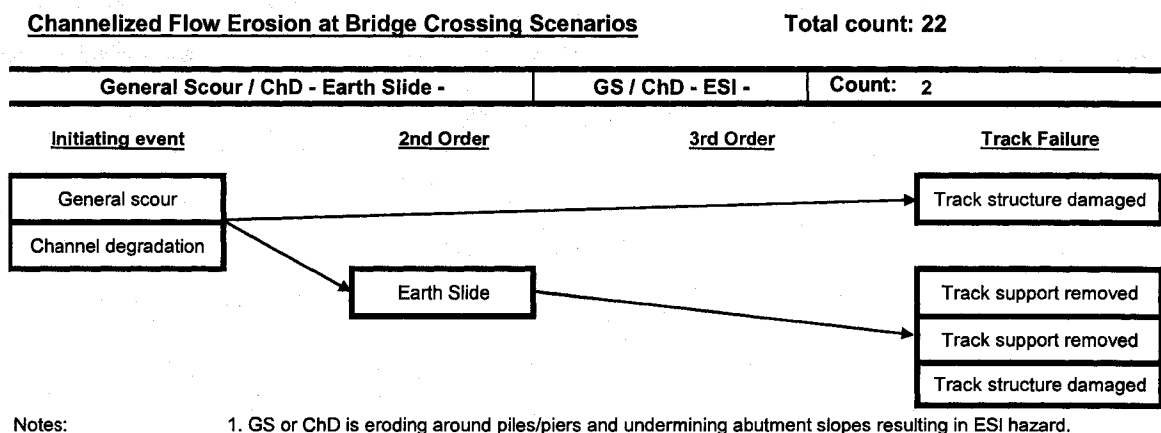 Channelized Flow Erosion at Bridge Crossing Scenarios Total count: 22
General Scour / ChD - Earth Slide - GS / ChD - ESI - Count: 2
Initiating event 2nd Order 3rd Order Track Failure
General scour Track structure damaged
Channel degradation
Earth Slide Track support removed
Track support removed
Track structure damaged
Notes: 1. GS or ChD is eroding around piles/piers and undermining abutment slopes resulting in ESI hazard.